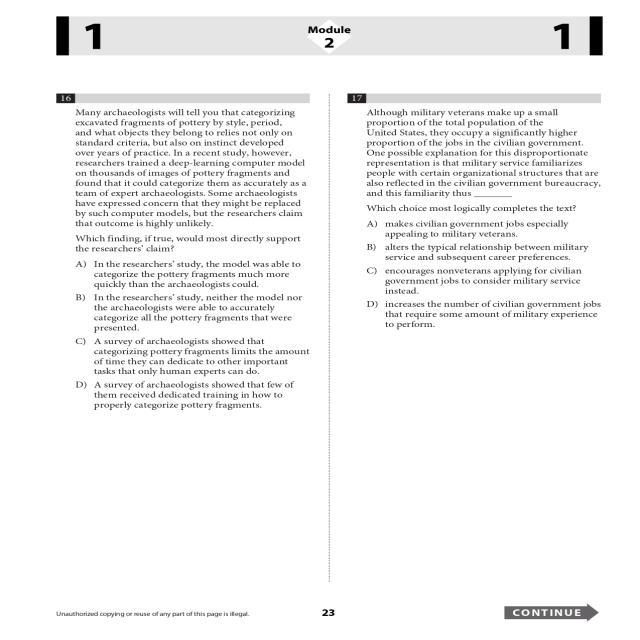 1
Module
2
1
16
Many archaeologists will tell you that categorizing
excavated fragments of pottery by style, period,
and what objects they belong to relies not only on
standard criteria, but also on instinct developed
over years of practice. In a recent study, however,
researchers trained a deep-learning computer model
on thousands of images of pottery fragments and
found that it could categorize them as accurately as a
team of expert archaeologists. Some archaeologists
have expressed concern that they might be replaced
by such computer models, but the researchers claim
that outcome is highly unlikely.
Which finding, if true, would most directly support
the researchers' claim?
A) In the researchers' study, the model was able to
categorize the pottery fragments much more
quickly than the archaeologists could.
B) In the researchers' study, neither the model nor
the archaeologists were able to accurately
categorize all the pottery fragments that were
presented.
C) A survey of archaeologists showed that
categorizing pottery fragments limits the amount
of time they can dedicate to other important
tasks that only human experts can do.
D) A survey of archaeologists showed that few of
them received dedicated training in how to
properly categorize pottery fragments.
17
Although military veterans make up a small
proportion of the total population of the
United States, they occupy a significantly higher
proportion of the jobs in the civilian government.
One possible explanation for this disproportionate
representation is that military service familiarizes
people with certain organizational structures that are
also reflected in the civilian government bureaucracy,
and this familiarity thus ________
Which choice most logically completes the text?
A) makes civilian government jobs especially
appealing to military veterans.
B) alters the typical relationship between military
service and subsequent career preferences.
C) encourages nonveterans applying for civilian
government jobs to consider military service
instead.
D) increases the number of civilian government jobs
that require some amount of military experience
to perform.
Unauthorized copying or reuse of any part of this page is illegal.
23
CONTINUE